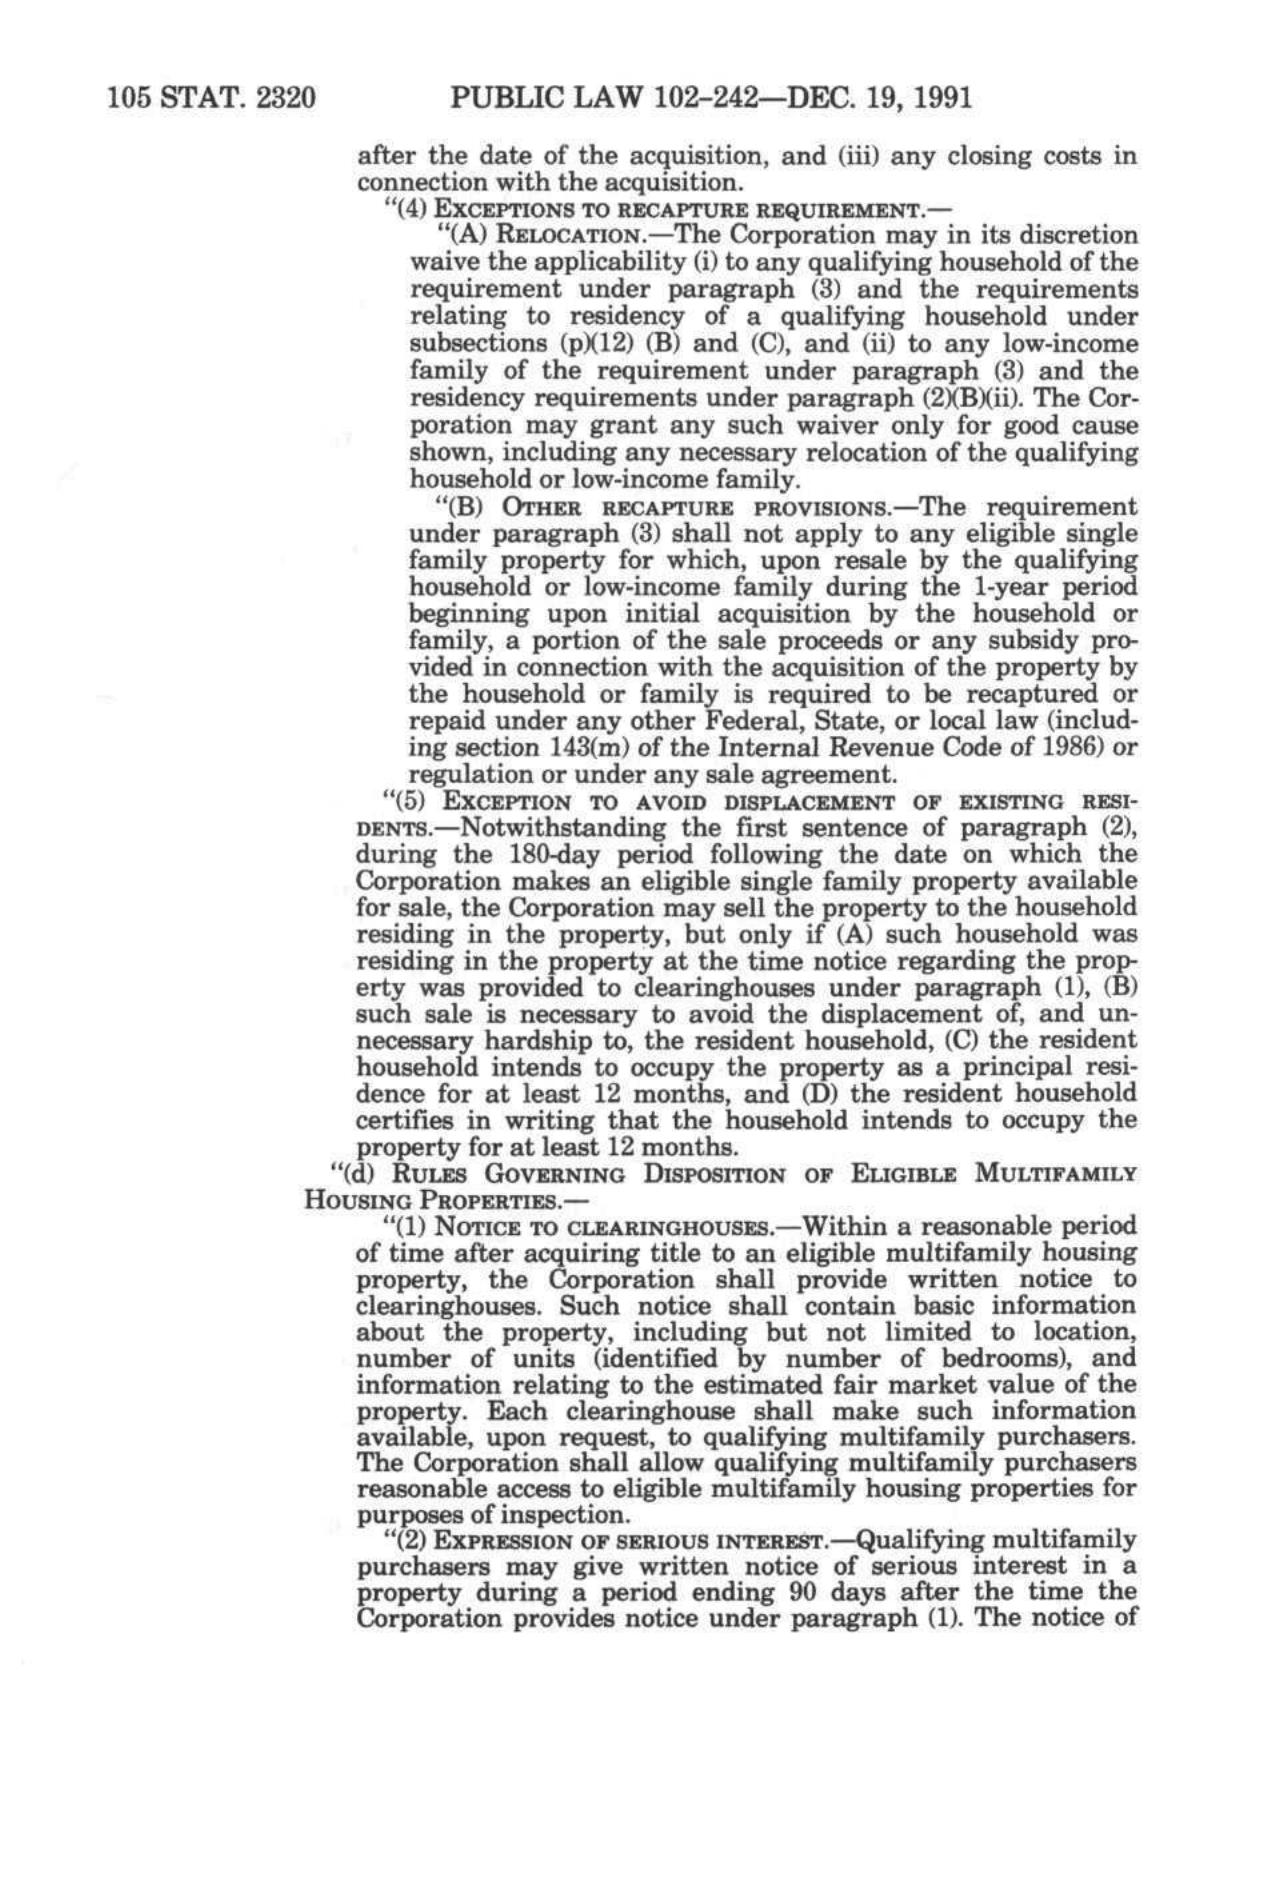 105 STAT. 2320 PUBLIC LAW 102–242—DEC. 19, 1991
after the date of the acquisition, and (iii) any closing costs in
connection with the acquisition.
“(4) EXCEPTIONS TO RECAPTURE REQUIREMENT.—
“(A) RELOCATION.—The Corporation may in its discretion
waive the applicability (i) to any qualifying household of the
requirement under paragraph (3) and the requirements
relating to residency of a qualifying household under
subsections (p)(12) (B) and (C), and (ii) to any low-income
family of the requirement under paragraph (3) and the
residency requirements under paragraph (2)(B)(ii). The Cor-
poration may grant any such waiver only for good cause
shown, including any necessary relocation of the qualifying
household or low-income family.
“(B) OTHER RECAPTURE PROVISIONS.—The requirement
under paragraph (3) shall not apply to any eligible single
family property for which, upon resale by the qualifying
household or low-income family during the 1-year period
beginning upon initial acquisition by the household or
family, a portion of the sale proceeds or any subsidy pro-
vided in connection with the acquisition of the property by
the household or family is required to be recaptured or
repaid under any other Federal, State, or local law (includ-
ing section 143(m) of the Internal Revenue Code of 1986) or
regulation or under any sale agreement.
“(5) EXCEPTION TO AVOID DISPLACEMENT OF EXISTING RESI-
DENTS.—Notwithstanding the first sentence of paragraph (2),
during the 180-day period following the date on which the
Corporation makes an eligible single family property available
for sale, the Corporation may sell the property to the household
residing in the property, but only if (A) such household was
residing in the property at the time notice regarding the prop-
erty was provided to clearinghouses under paragraph (1), (B)
such sale is necessary to avoid the displacement of, and un-
necessary hardship to, the resident household, (C) the resident
household intends to occupy the property as a principal resi-
dence for at least 12 months, and (D) the resident household
certifies in writing that the household intends to occupy the
property for at least 12 months.
“(d) RULES GOVERNING DISPOSITION OF ELIGIBLE MULTIFAMILY
HOUSING PROPERTIES.—
“(1) NOTICE TO CLEARINGHOUSES.—Within a reasonable period
of time after acquiring title to an eligible multifamily housing
property, the Corporation shall provide written notice to
clearinghouses. Such notice shall contain basic information
about the property, including but not limited to location,
number of units (identified by number of bedrooms), and
information relating to the estimated fair market value of the
property. Each clearinghouse shall make such information
available, upon request, to qualifying multifamily purchasers.
The Corporation shall allow qualifying multifamily purchasers
reasonable access to eligible multifamily housing properties for
purposes of inspection.
“(2) EXPRESSION OF SERIOUS INTEREST.—Qualifying multifamily
purchasers may give written notice of serious interest in a
property during a period ending 90 days after the time the
Corporation provides notice under paragraph (1). The notice of